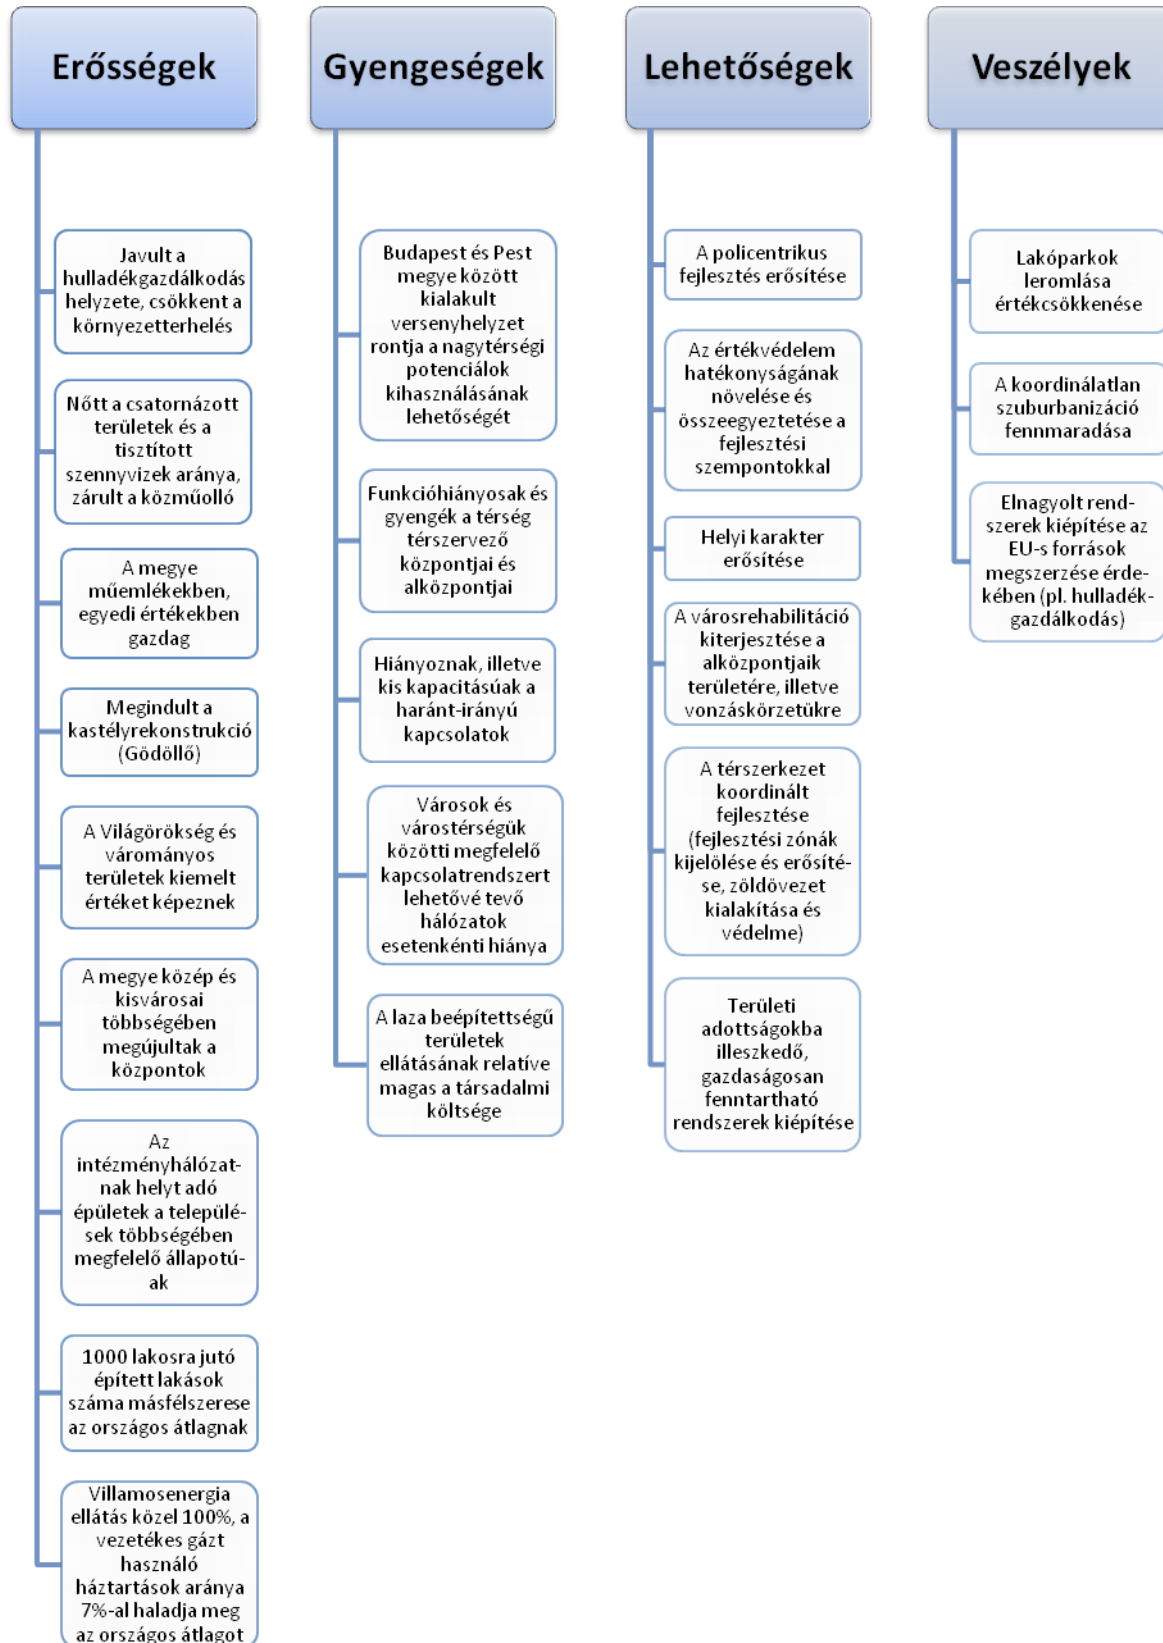 Erősségek
Javult a
hulladékgazdálkodás
helyzete, csökkent a
környezetterhelés
Nőtt a csatornázott
területek és a
tisztított
szennyvizek aránya,
zárult a közműolló
A megye
műemlékekben,
egyedi értékekben
gazdag
Megindult a
kastélyrekonstrukció
(Gödöllő)
A Világörökség és
várományos
területek kiemelt
értéket képeznek
A megye közép és
kisvárosai
többségében
megújultak a
központok
Az
intézményhálózat-
nak helyt adó
épületek a települé-
sek többségében
megfelelő állapotú-
ak
1000 lakosra jutó
épített lakások
száma másfélszerese
az országos átlagnak
Villamosenergia
ellátás közel 100%, a
vezetékes gázt
használó
háztartások aránya
7%-al haladja meg
az országos átlagot
Gyengeségek
Budapest és Pest
megye között
kialakult
versenyhelyzet
rontja a nagytérségi
potenciálok
kihasználásának
lehetőségét
Funkcióhiányosak és
gyengék a térség
térszervező
központjai és
alközpontjai
Hiányoznak, illetve
kis kapacitásúak a
haránt-irányú
kapcsolatok
Városok és
várostérségük
közötti megfelelő
kapcsolatrendszert
lehetővé tevő
hálózatok
esetenkénti hiánya
A laza beépítettségű
területek
ellátásának relatíve
magas a társadalmi
költsége
Lehetőségek
A policentrikus
fejlesztés erősítése
Az értékvédelem
hatékonyságának
növelése és
összeegyeztetése a
fejlesztési
szempontokkal
Helyi karakter
erősítése
A városrehabilitáció
kiterjesztése a
alközpontjaik
területére, illetve
vonzáskörzetükre
A térszerkezet
koordinált
fejlesztése
(fejlesztési zónák
kijelölése és erősíté-
se, zöldövezet
kialakítása és
védelme)
Területi
adottságokba
illeszkedő,
gazdaságosan
fenntartható
rendszerek kiépítése
Veszélyek
Lakóparkok
leromlása
értékcsökkenése
A koordinálatlan
szuburbanizáció
fennmaradása
Elnagyolt rend-
szerek kiépítése az
EU-s források
megszerzése érde-
kében (pl. hulladék-
gazdálkodás)